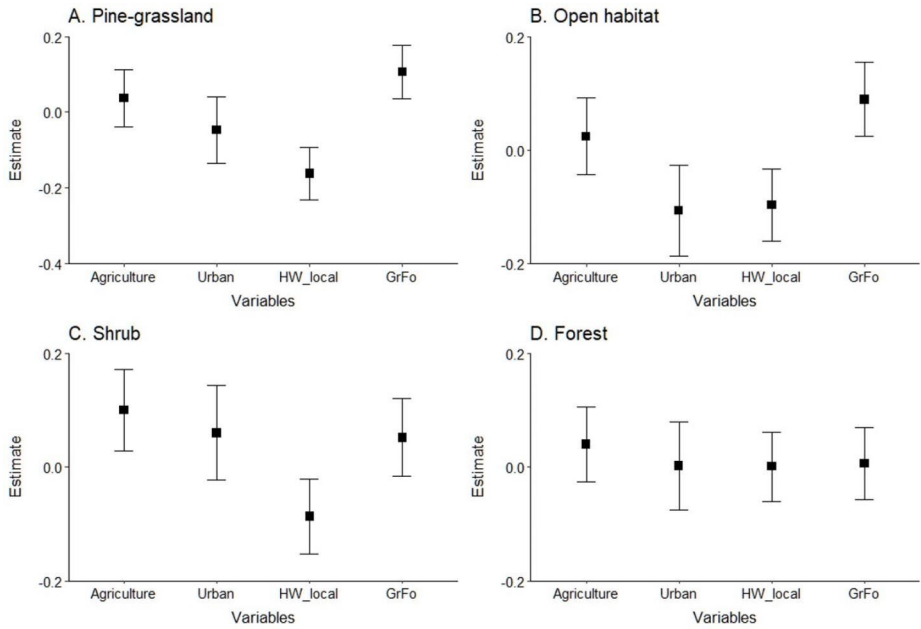 A. Pine-grassland
0.2
0.0
-0.2
-0.4
Estimate
Agriculture Urban HW_local GrFo
Variables
B. Open habitat
0.2
0.0
-0.2
Estimate
Agriculture Urban HW_local GrFo
Variables
C. Shrub
0.2
0.0
-0.2
Estimate
Agriculture Urban HW_local GrFo
Variables
D. Forest
0.2
0.0
-0.2
Estimate
Agriculture Urban HW_local GrFo
Variables